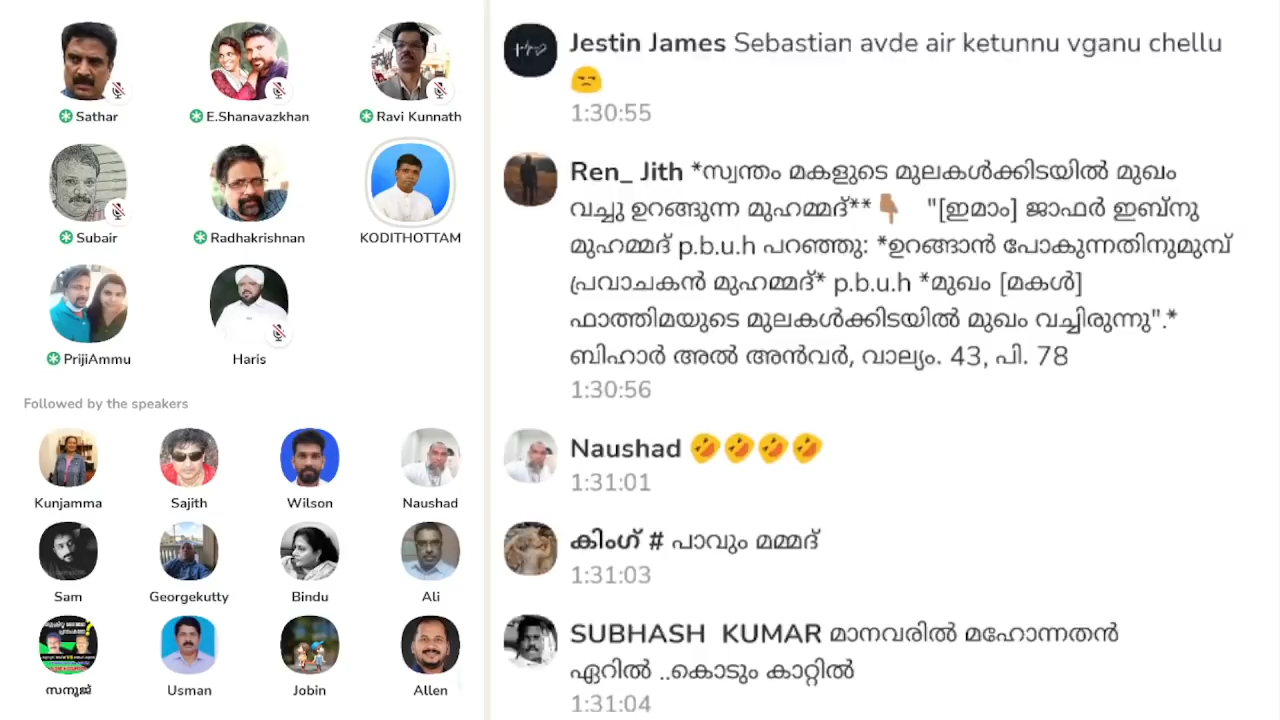 Sathar
E.Shanavazkhan
Ravi Kunnath
Subair
Radhakrishnan
KODITHOTTAM
PrijiAmmu
Haris
Followed by the speakers
Kunjamma
Sajith
Wilson
Naushad
Sam
Georgekutty
Bindu
Ali
സനൂജ്
Usman
Jobin
Allen
Jestin James Sebastian avde air ketunnu vganu chellu
😒
1:30:55
Ren_ Jith *സ്വന്തം മകളുടെ മുലകൾക്കിടയിൽ മുഖം
വച്ചു ഉറങ്ങുന്ന മുഹമ്മദ്**👇🏽 "[ഇമാം] ജാഫർ ഇബ്നു
മുഹമ്മദ് p.b.u.h പറഞ്ഞു: *ഉറങ്ങാൻ പോകുന്നതിനുമുമ്പ്
പ്രവാചകൻ മുഹമ്മദ്* p.b.u.h *മുഖം [മകൾ]
ഫാത്തിമയുടെ മുലകൾക്കിടയിൽ മുഖം വച്ചിരുന്നു".*
ബിഹാർ അൽ അൻവർ, വാല്യം. 43, പി. 78
1:30:56
Naushad 🤣🤣🤣🤣
1:31:01
കിംഗ് # പാവും മമ്മദ്
1:31:03
SUBHASH KUMAR മാനവരിൽ മഹോന്നതൻ
ഏറിൽ ..കൊടും കാറ്റിൽ
1:31:04